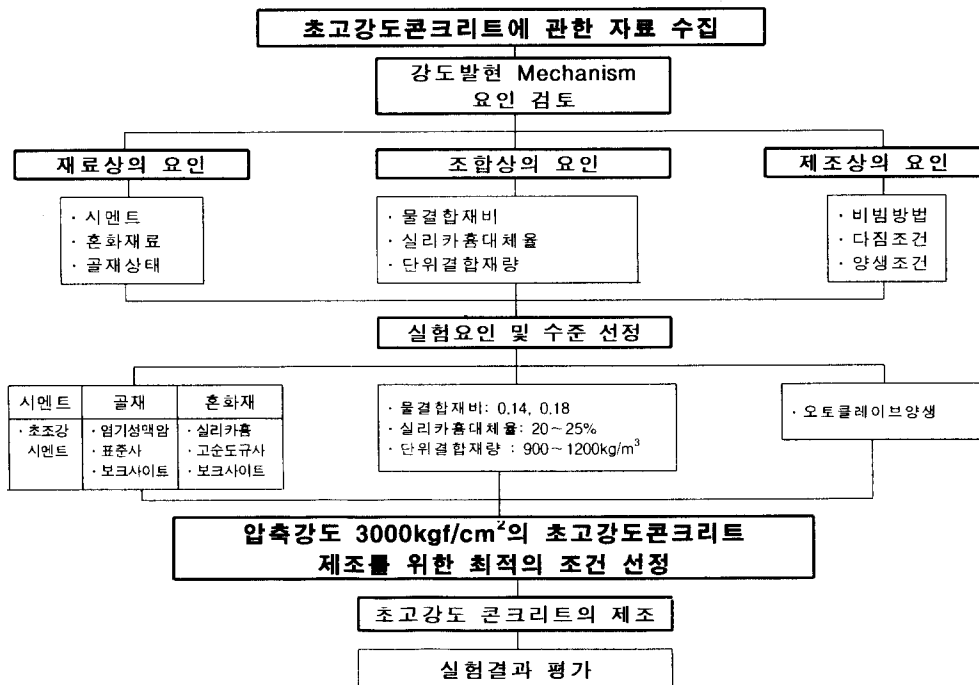 초고강도콘크리트에 관한 자료 수집
강도발현 Mechanism
요인 검토
재료상의 요인
· 시멘트
· 혼화재료
· 골재상태
조합상의 요인
· 물결합재비
· 실리카흄대체율
· 단위결합재량
제조상의 요인
· 비빔방법
· 다짐조건
· 양생조건
실험요인 및 수준 선정
시멘트
· 초조강
시멘트
골재
· 염기성맥암
· 표준사
· 보크사이트
혼화재
· 실리카흄
· 고순도규사
· 보크사이트
· 물결합재비: 0.14, 0.18
· 실리카흄대체율: 20~25%
· 단위결합재량 : 900~1200kg/m³
· 오토클레이브양생
압축강도 3000kgf/cm²의 초고강도콘크리트
제조를 위한 최적의 조건 선정
초고강도 콘크리트의 제조
실험결과 평가